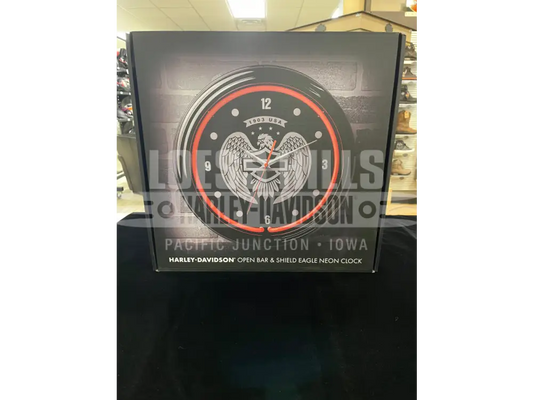 12
1903 USA
9
3
6
LOESS HILLS
HARLEY-DAVIDSON
PACIFIC JUNCTION • IOWA
HARLEY-DAVIDSON® OPEN BAR & SHIELD EAGLE NEON CLOCK